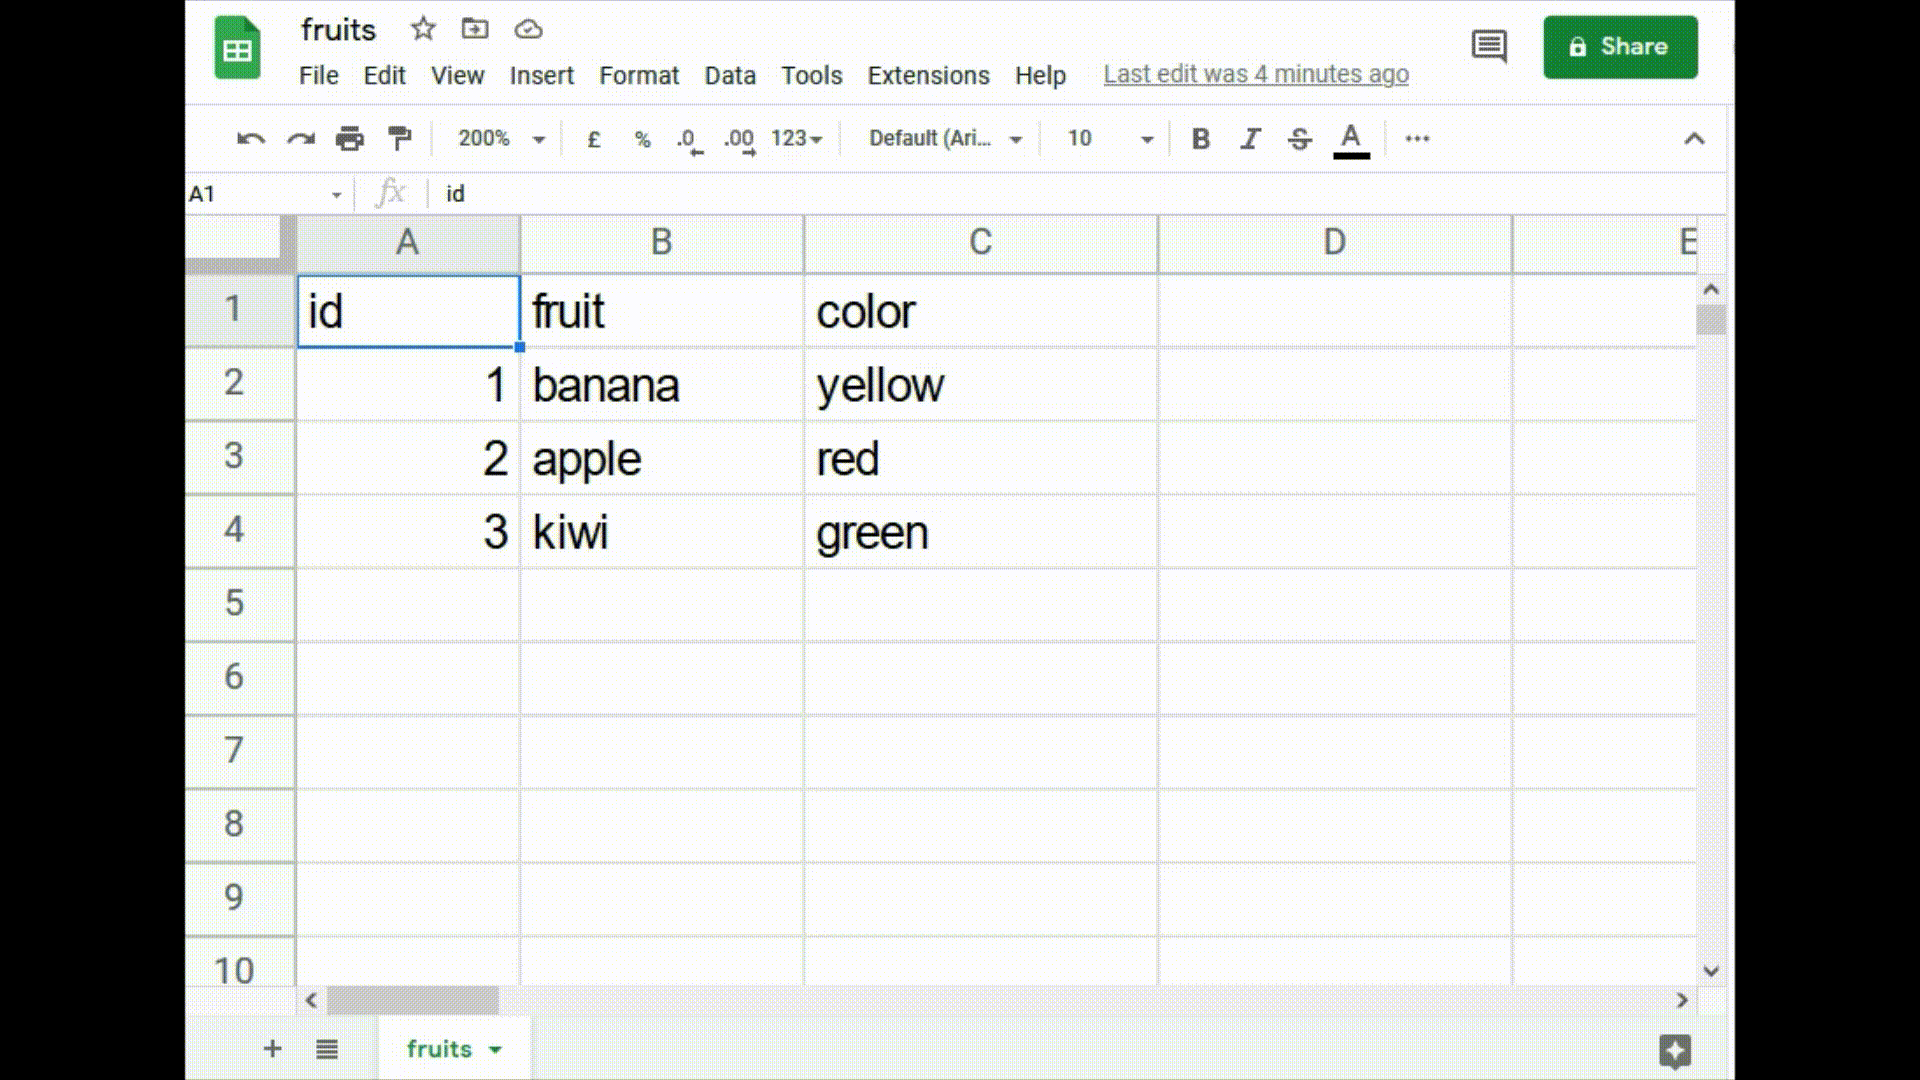 fruits
File Edit View Insert Format Data Tools Extensions Help Last edit was 4 minutes ago
Share
200% £ % .0 .00 123 Default (Ari... 10 B I S A
A1 fx id
A B C D E
1 id fruit color
2 1 banana yellow
3 2 apple red
4 3 kiwi green
5
6
7
8
9
10
fruits